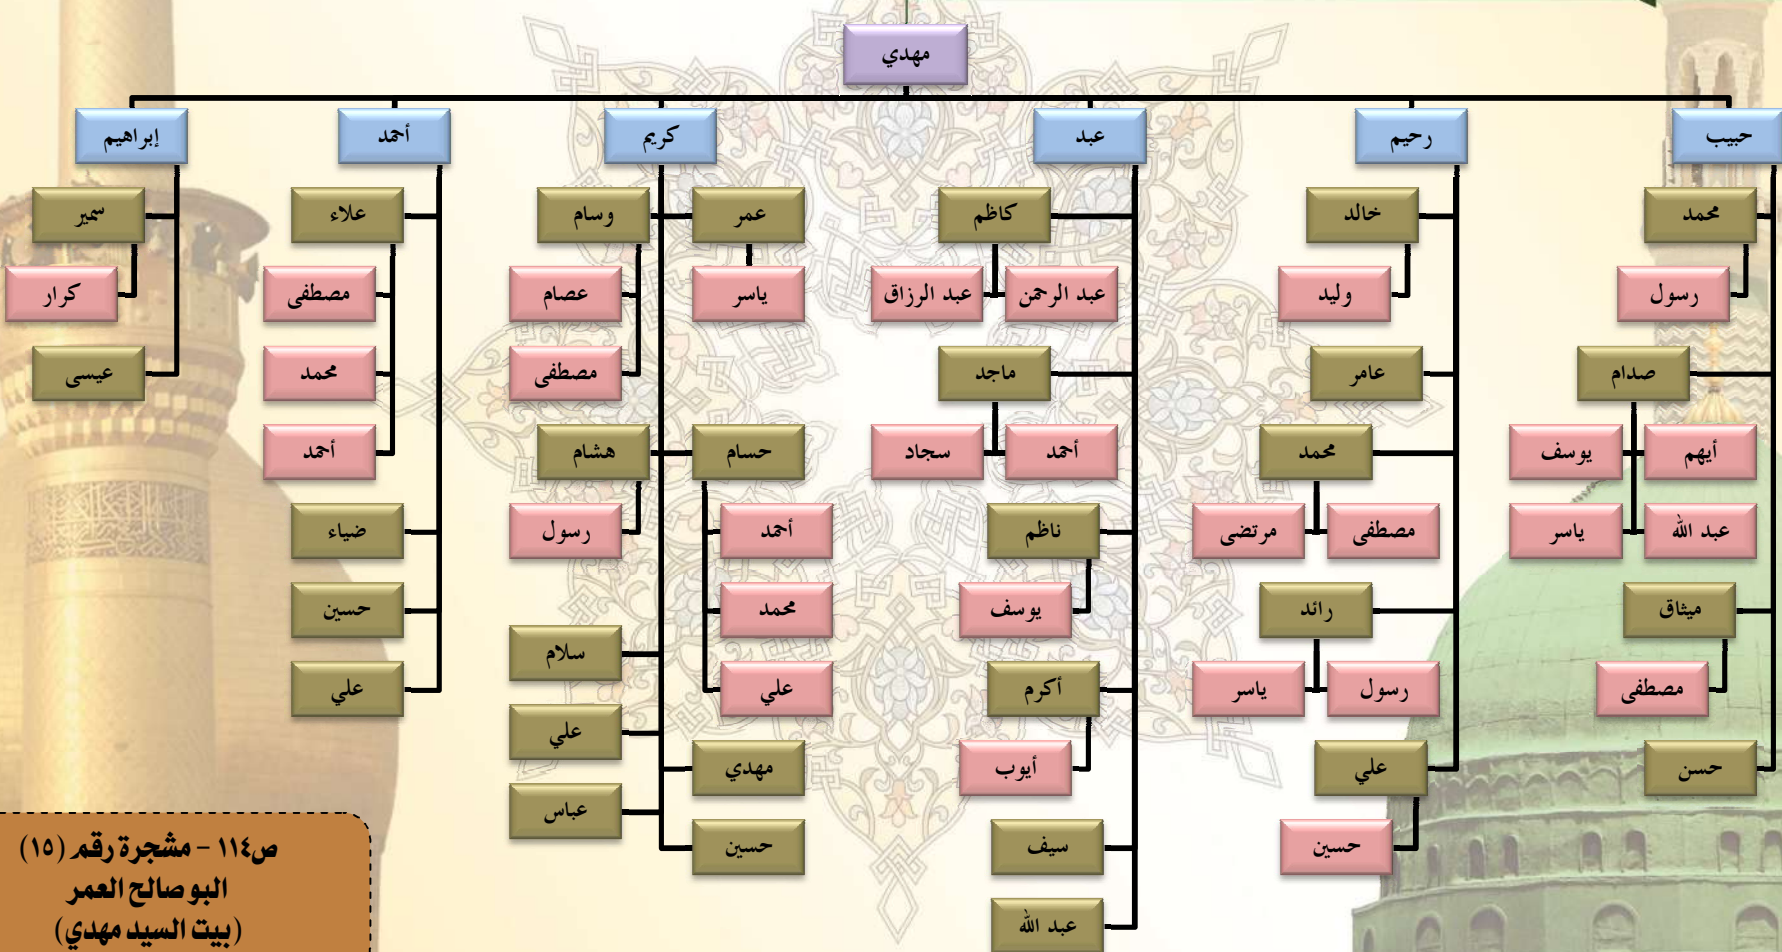 مهدي
حبيب
رحيم
عبد
كريم
أحمد
إبراهيم
محمد
رسول
صدام
أيهم
يوسف
عبد الله
ياسر
ميثاق
مصطفى
حسن
خالد
وليد
عامر
محمد
مصطفى
مرتضى
رائد
رسول
ياسر
علي
حسين
كاظم
عبد الرحمن
عبد الرزاق
ماجد
أحمد
سجاد
ناظم
يوسف
أكرم
أيوب
سيف
عبد الله
عمر
ياسر
وسام
عصام
مصطفى
حسام
أحمد
محمد
علي
هشام
رسول
سلام
علي
مهدي
عباس
حسين
علاء
مصطفى
محمد
أحمد
ضياء
حسين
علي
سمير
كرار
عيسى
ص١١٤ - مشجرة رقم (١٥)
البو صالح العمر
(بيت السيد مهدي)